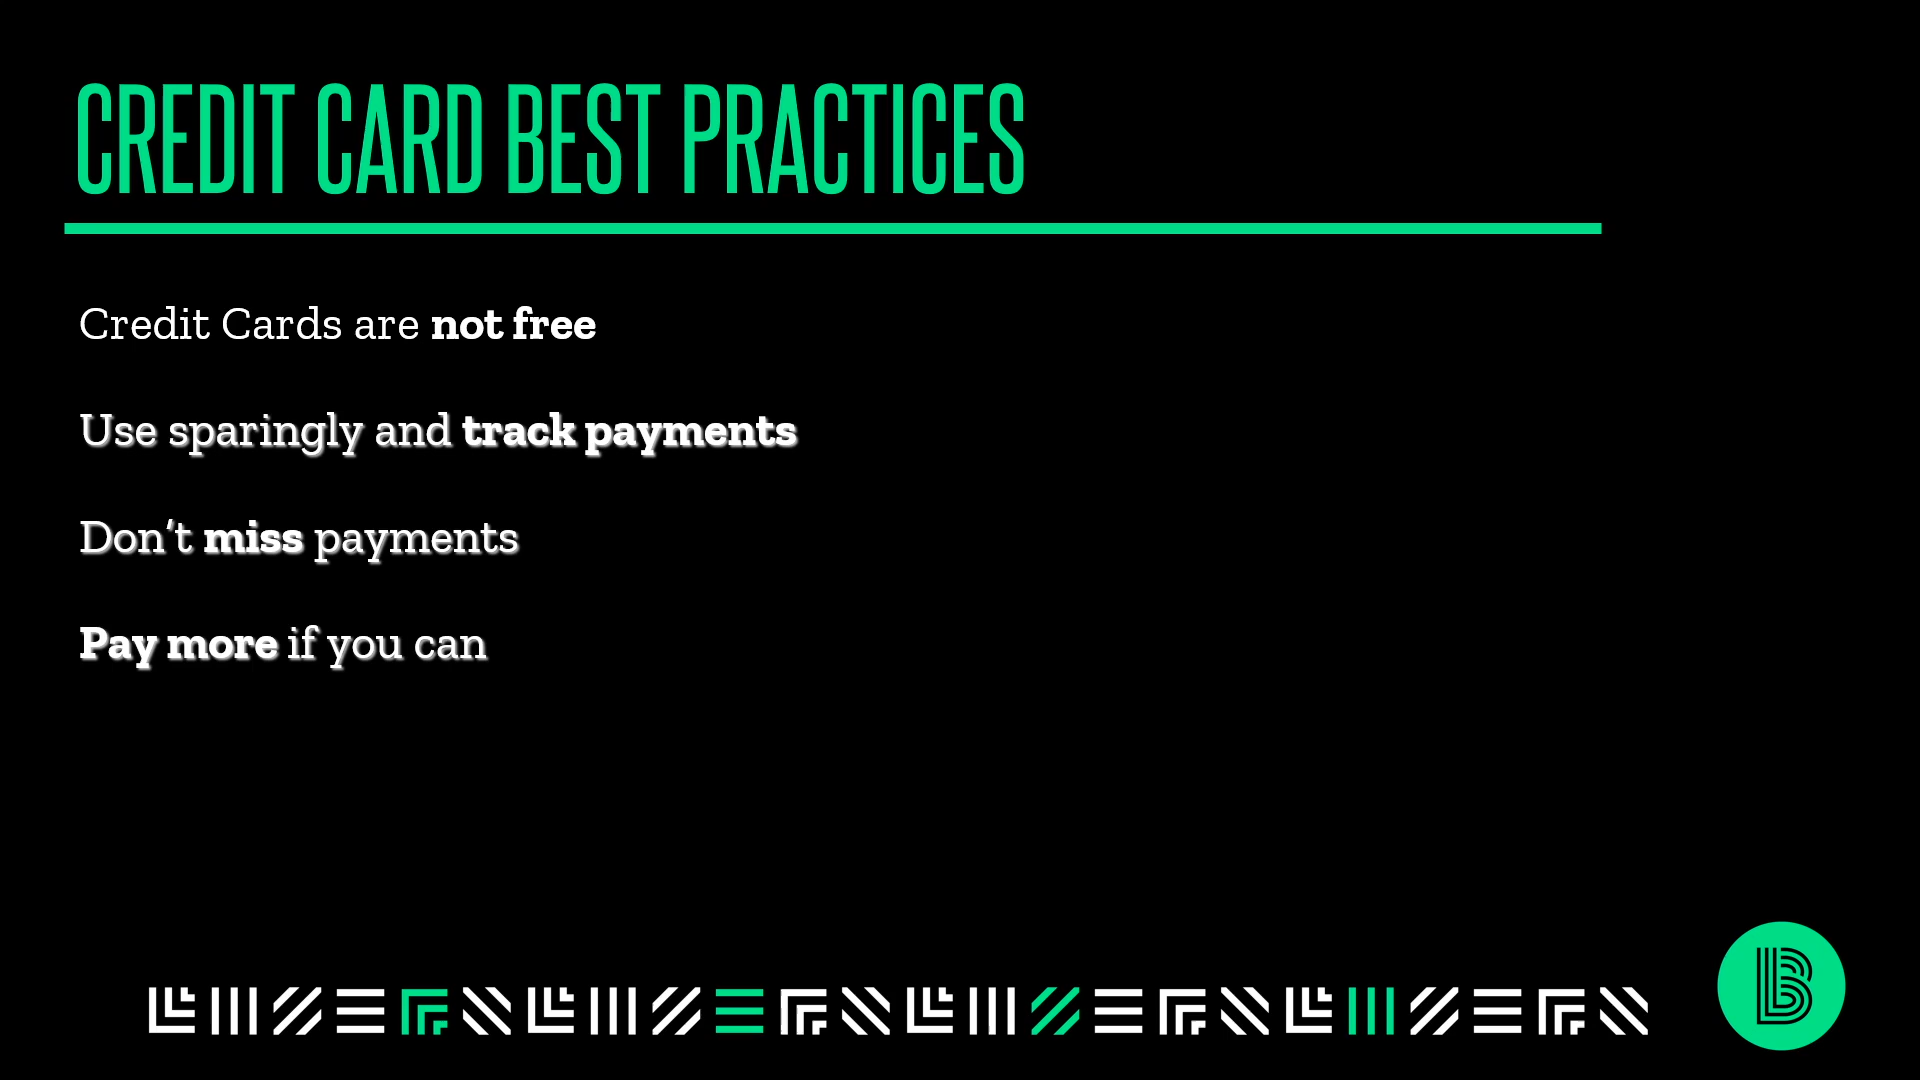 CREDIT CARD BEST PRACTICES
Credit Cards are not free
Use sparingly and track payments
Don't miss payments
Pay more if you can
B